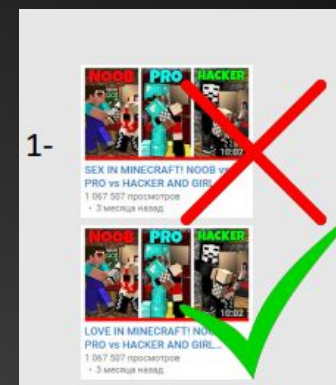 1-
NOOB PRO HACKER
10:02
SEX IN MINECRAFT! NOOB vs
PRO vs HACKER AND GIRL
1 067 507 просмотров
• 3 месяца назад
NOOB PRO HACKER
10:02
LOVE IN MINECRAFT! NOOB
PRO vs HACKER AND GIRL...
1 067 507 просмотров
• 3 месяца назад